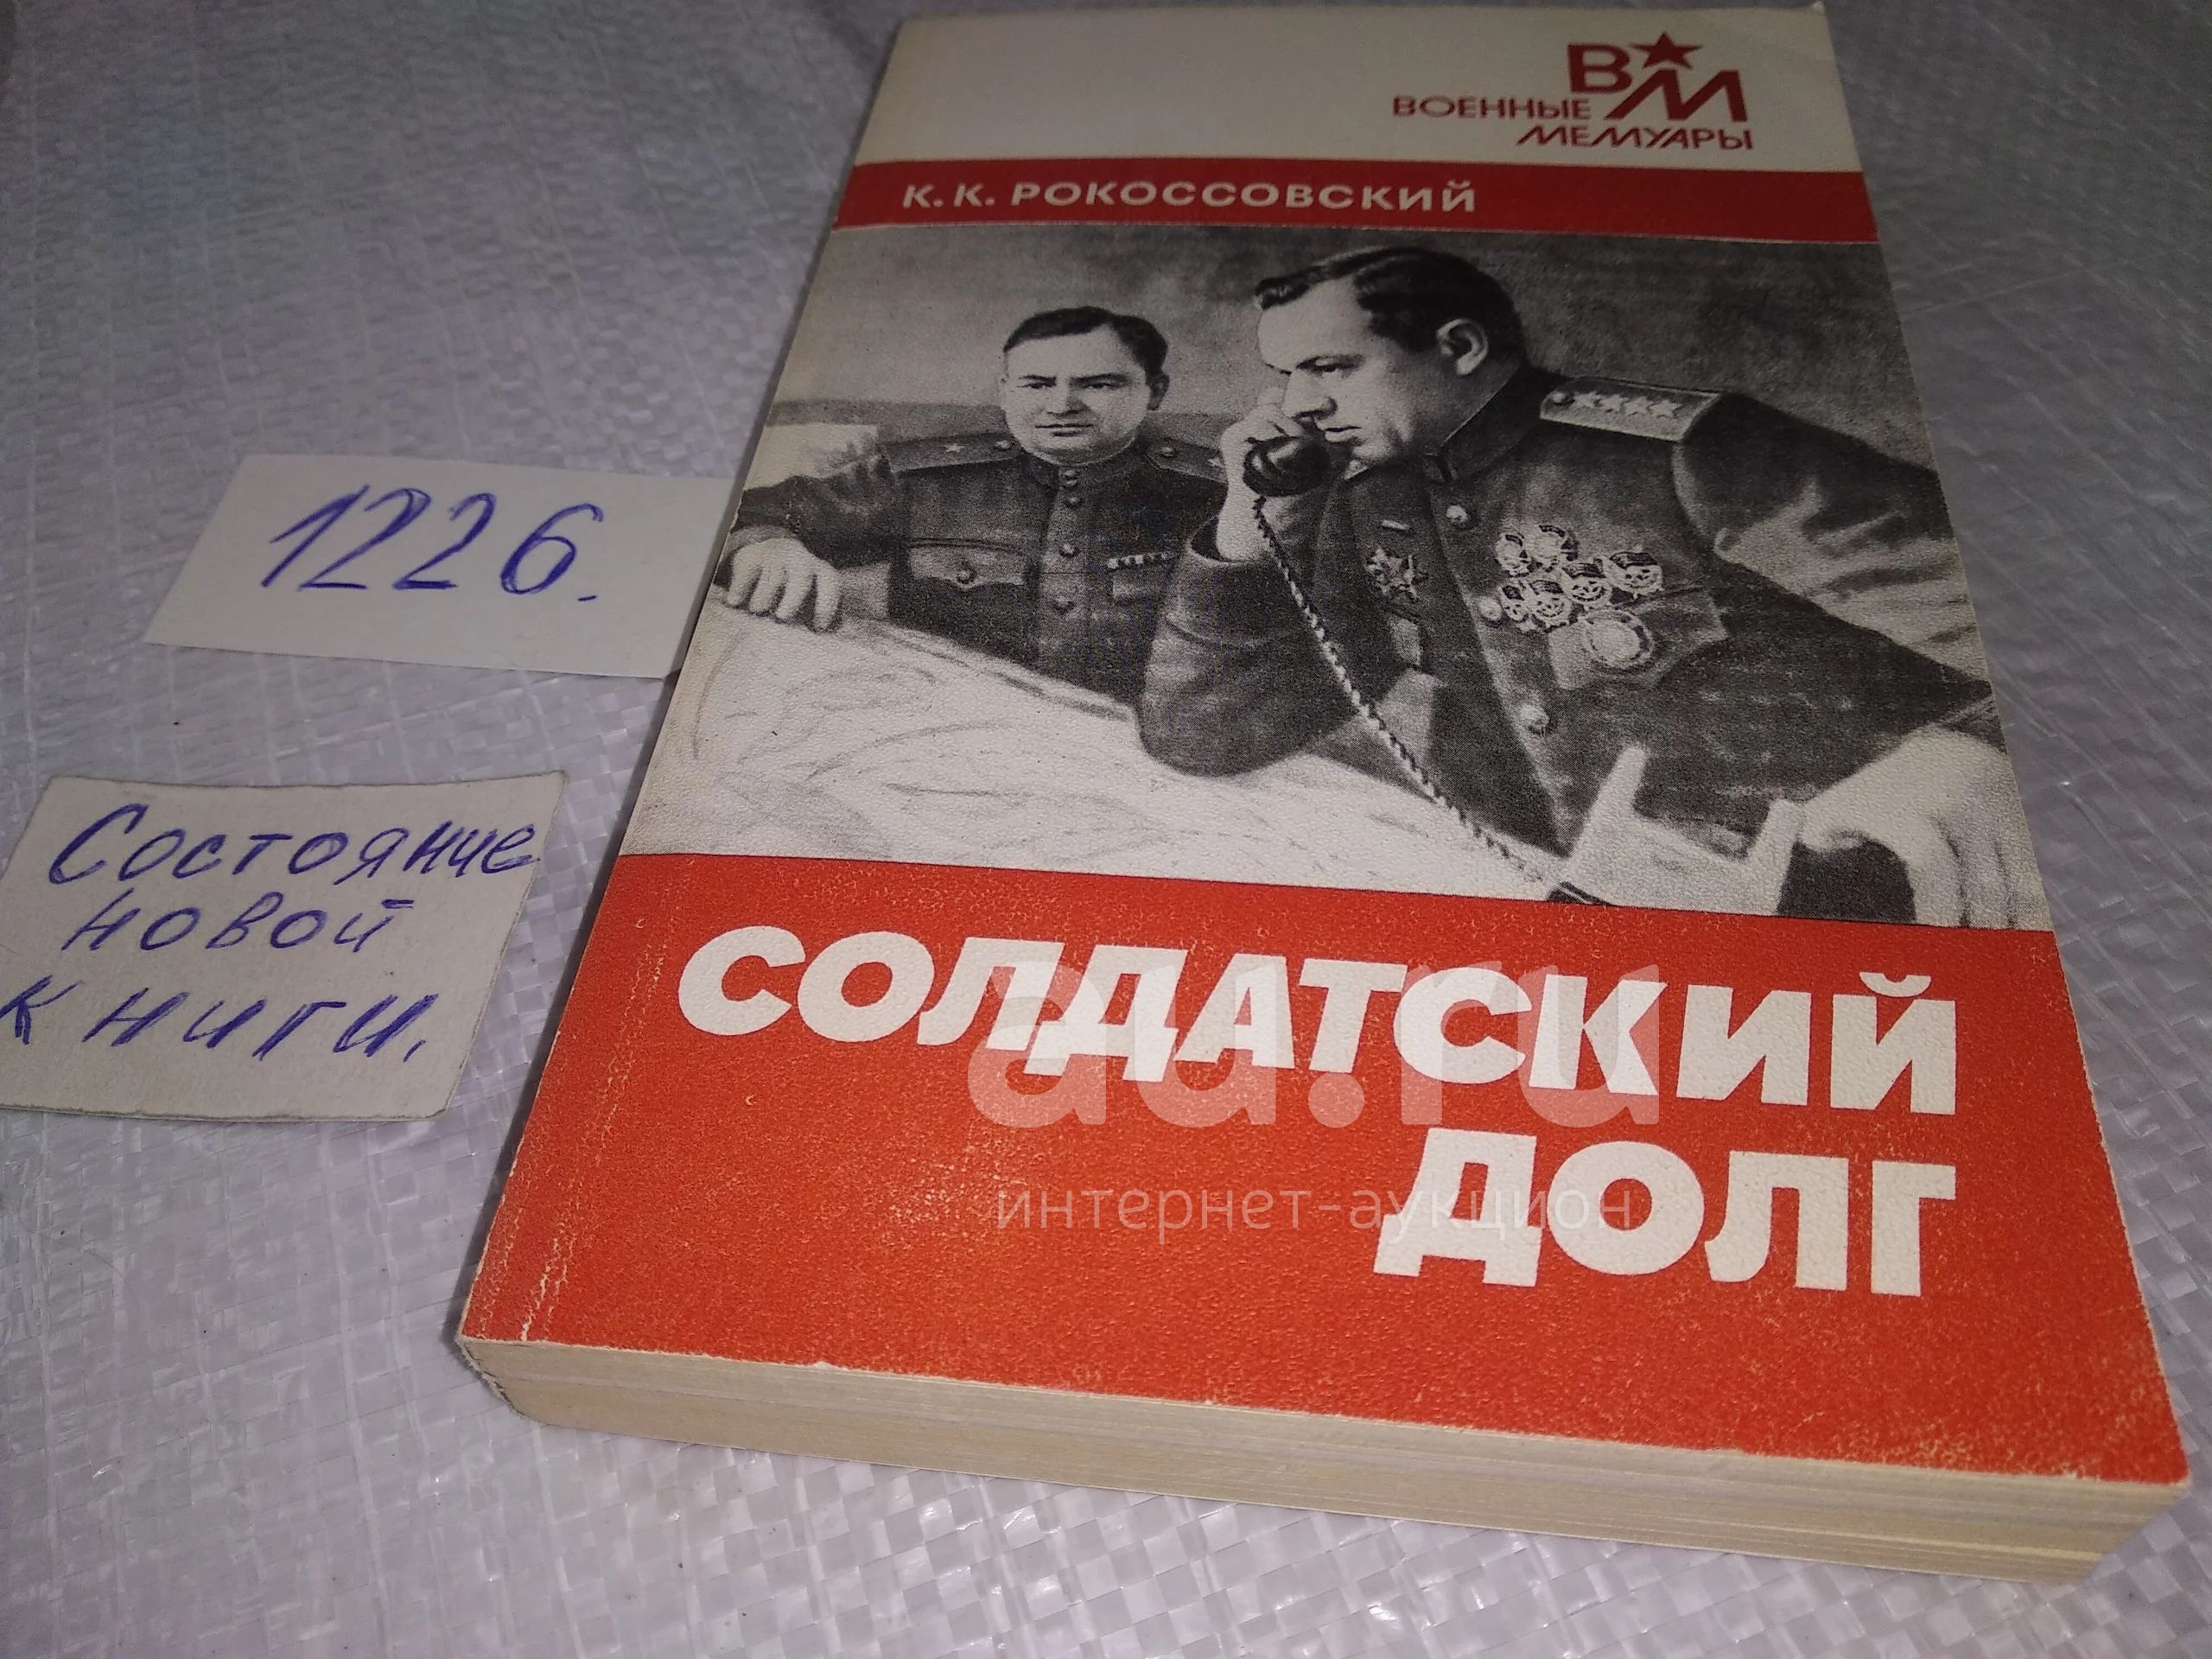 ВМ
ВОЕННЫЕ
МЕМУАРЫ
К. К. РОКОССОВСКИЙ
1226.
Состояние
новой
книги.
СОЛДАТСКИЙ
ДОЛГ
au.ru
интернет-аукцион